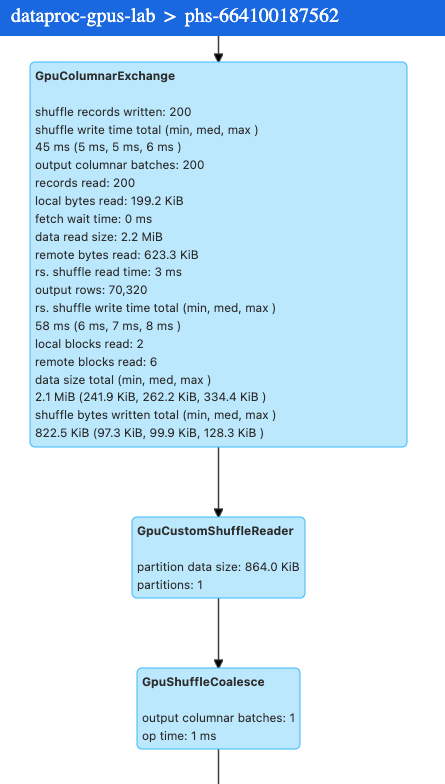 dataproc-gpus-lab > phs-664100187562
GpuColumnarExchange
shuffle records written: 200
shuffle write time total (min, med, max )
45 ms (5 ms, 5 ms, 6 ms )
output columnar batches: 200
records read: 200
local bytes read: 199.2 KiB
fetch wait time: 0 ms
data read size: 2.2 MiB
remote bytes read: 623.3 KiB
rs. shuffle read time: 3 ms
output rows: 70,320
rs. shuffle write time total (min, med, max )
58 ms (6 ms, 7 ms, 8 ms )
local blocks read: 2
remote blocks read: 6
data size total (min, med, max )
2.1 MiB (241.9 KiB, 262.2 KiB, 334.4 KiB )
shuffle bytes written total (min, med, max )
822.5 KiB (97.3 KiB, 99.9 KiB, 128.3 KiB )
GpuCustomShuffleReader
partition data size: 864.0 KiB
partitions: 1
GpuShuffleCoalesce
output columnar batches: 1
op time: 1 ms